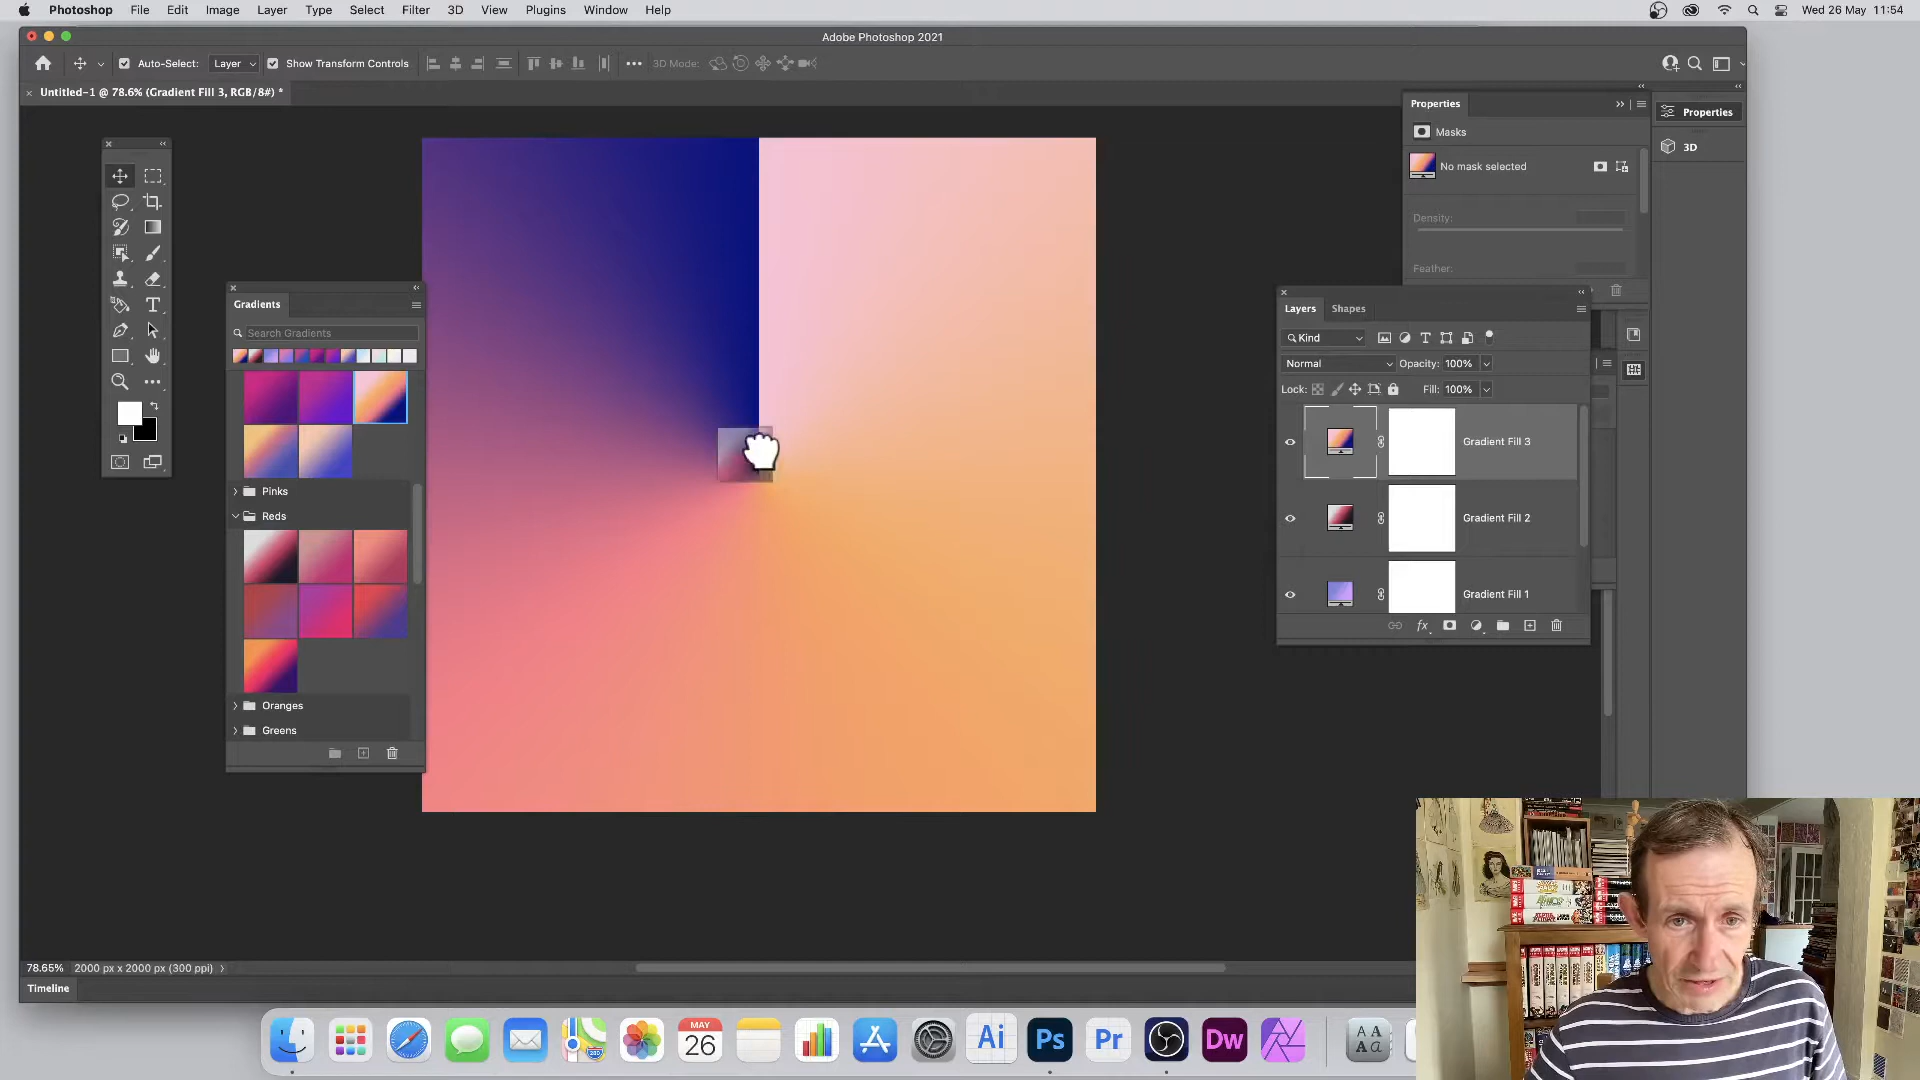 Photoshop File Edit Image Layer Type Select Filter 3D View Plugins Window Help Wed 26 May 11:54
Adobe Photoshop 2021
Auto-Select: Layer Show Transform Controls 3D Mode:
Untitled-1 @ 78.6% (Gradient Fill 3, RGB/8#) *
Properties
Properties
Masks
3D
No mask selected
Density:
Feather:
Gradients
Search Gradients
Pinks
Reds
Oranges
Greens
Layers Shapes
Kind
Normal Opacity: 100%
Lock: Fill: 100%
Gradient Fill 3
Gradient Fill 2
Gradient Fill 1
78.65% 2000 px x 2000 px (300 ppi)
Timeline
MAY
26
280
Ai
Ps
Pr
Dw
A A
A a